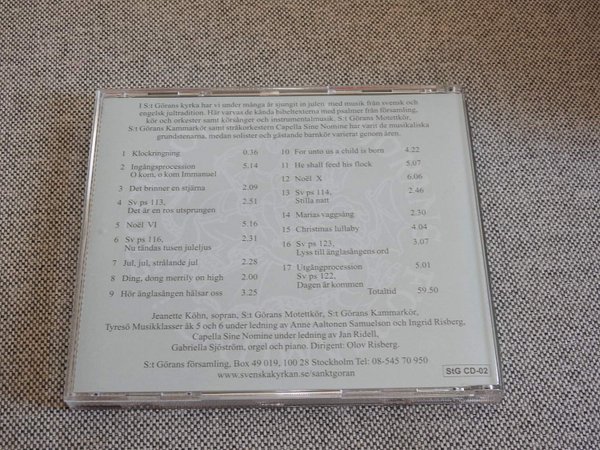 I S:t Görans kyrka har vi under många år sjungit in julen med musik från svensk och
engelsk jultradition. Här varvas de kända bibeltexterna med psalmer från församling,
kör och orkester samt körsånger och instrumentalmusik. S:t Görans Motettkör,
S:t Görans Kammarkör samt stråkorkestern Capella Sine Nomine har varit de musikaliska
grundstenarna, medan solister och gästande barnkör varierat genom åren.
1 Klockringning 0.36
2 Ingångsprocession 5.14
O kom, o kom Immanuel
3 Det brinner en stjärna 2.09
4 Sv ps 113, 2.51
Det är en ros utsprungen
5 Noël VI 5.16
6 Sv ps 116, 2.31
Nu tändas tusen juleljus
7 Jul, jul, strålande jul 2.28
8 Ding, dong merrily on high 2.00
9 Hör änglasången hälsar oss 3.25
10 For unto us a child is born 4.22
11 He shall feed his flock 5.07
12 Noël X 6.06
13 Sv ps 114, 2.46
Stilla natt
14 Marias vaggsång 2.30
15 Christmas lullaby 4.04
16 Sv ps 123, 3.07
Lyss till änglasångens ord
17 Utgångprocession 5.01
Sv ps 122,
Dagen är kommen
Totaltid 59.50
Jeanette Köhn, sopran, S:t Görans Motettkör, S:t Görans Kammarkör,
Tyresö Musikklasser åk 5 och 6 under ledning av Anne Aaltonen Samuelson och Ingrid Risberg,
Capella Sine Nomine under ledning av Jan Ridell,
Gabriella Sjöström, orgel och piano. Dirigent: Olov Risberg.
S:t Görans församling, Box 49 019, 100 28 Stockholm Tel: 08-545 70 950
www.svenskakyrkan.se/sanktgoran
StG CD-02